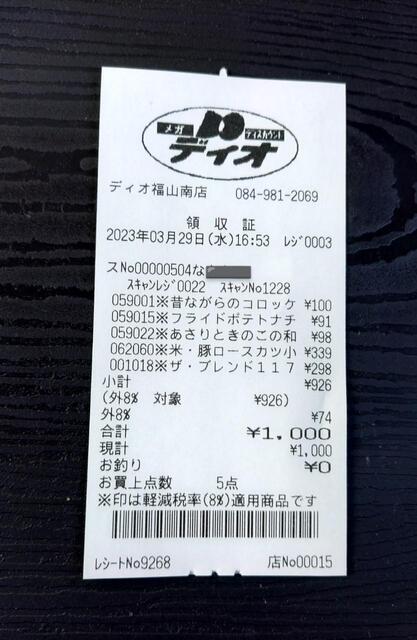 メガ ディスカウント
ディオ
ディオ福山南店 084-981-2069
領収証
2023年03月29日(水)16:53 ﾚｼﾞ0003
スNo00000504な
ｽｷｬﾝﾚｼﾞ0022 ｽｷｬﾝNo1228
059001※昔ながらのコロッケ ¥100
059015※フライドポテトナチ ¥91
059022※あさりときのこの和 ¥98
062060※米・豚ロースカツ小 ¥339
001018※ザ・ブレンド117 ¥298
小計 ¥926
(外8% 対象 ¥926)
外8% ¥74
合計 ¥1,000
現計 ¥1,000
お釣り ¥0
お買上点数 5点
※印は軽減税率(8%)適用商品です
ﾚｼｰﾄNo9268 店No00015